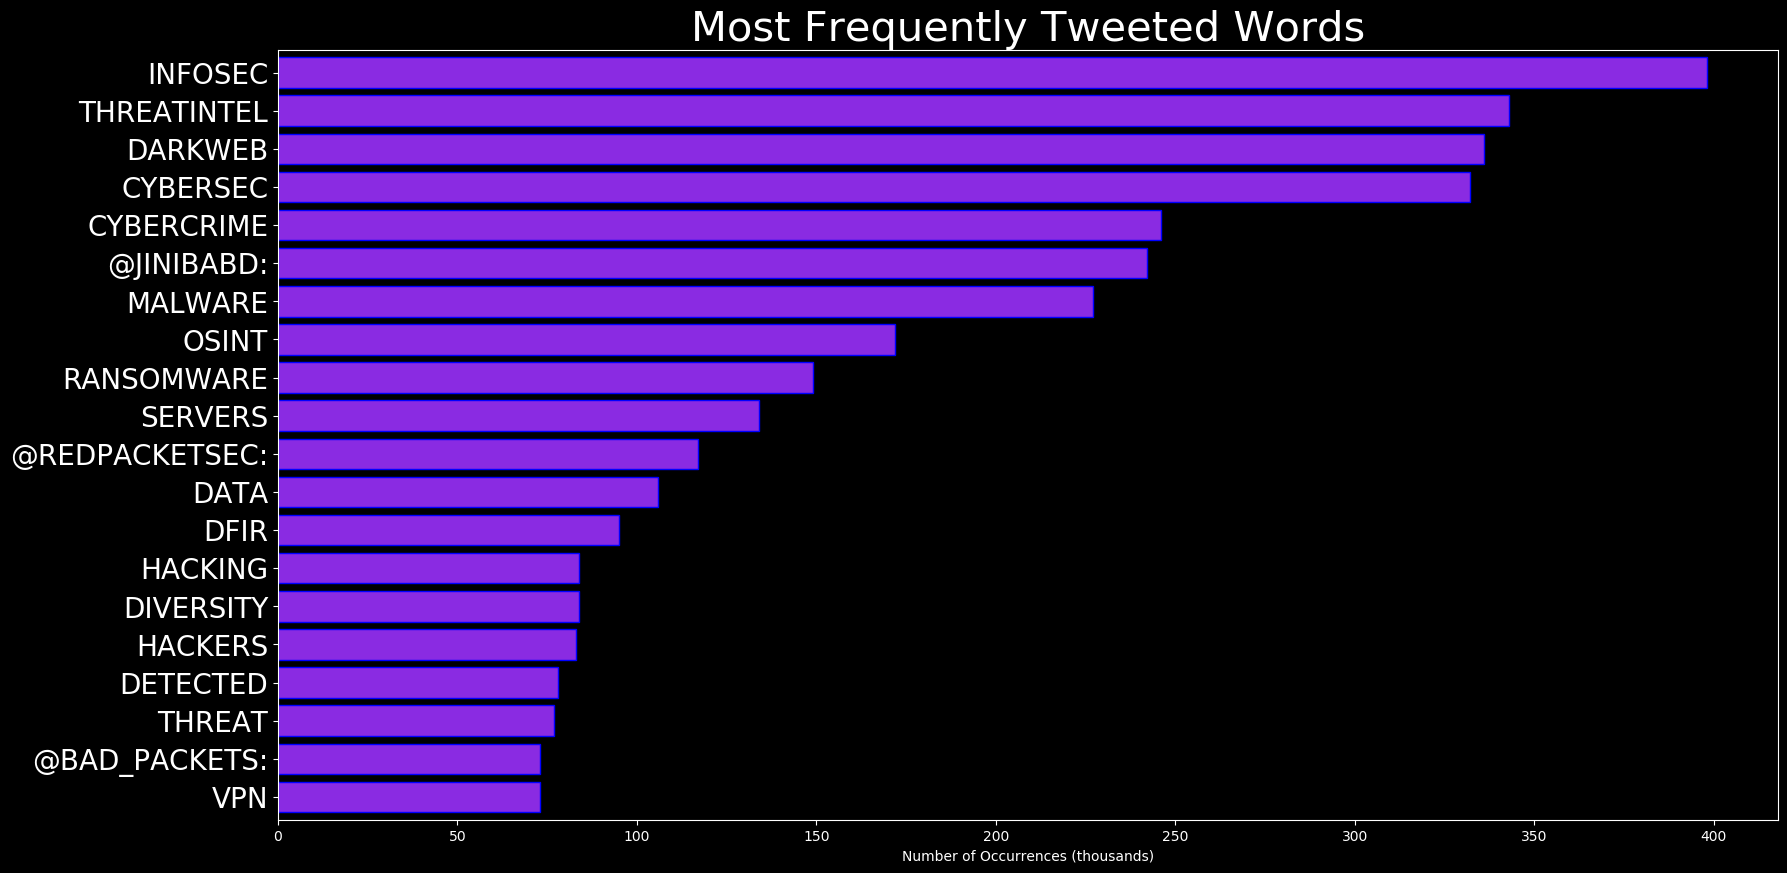 Most Frequently Tweeted Words
INFOSEC
THREATINTEL
DARKWEB
CYBERSEC
CYBERCRIME
@JINIBABD:
MALWARE
OSINT
RANSOMWARE
SERVERS
@REDPACKETSEC:
DATA
DFIR
HACKING
DIVERSITY
HACKERS
DETECTED
THREAT
@BAD_PACKETS:
VPN
0 50 100 150 200 250 300 350 400
Number of Occurrences (thousands)